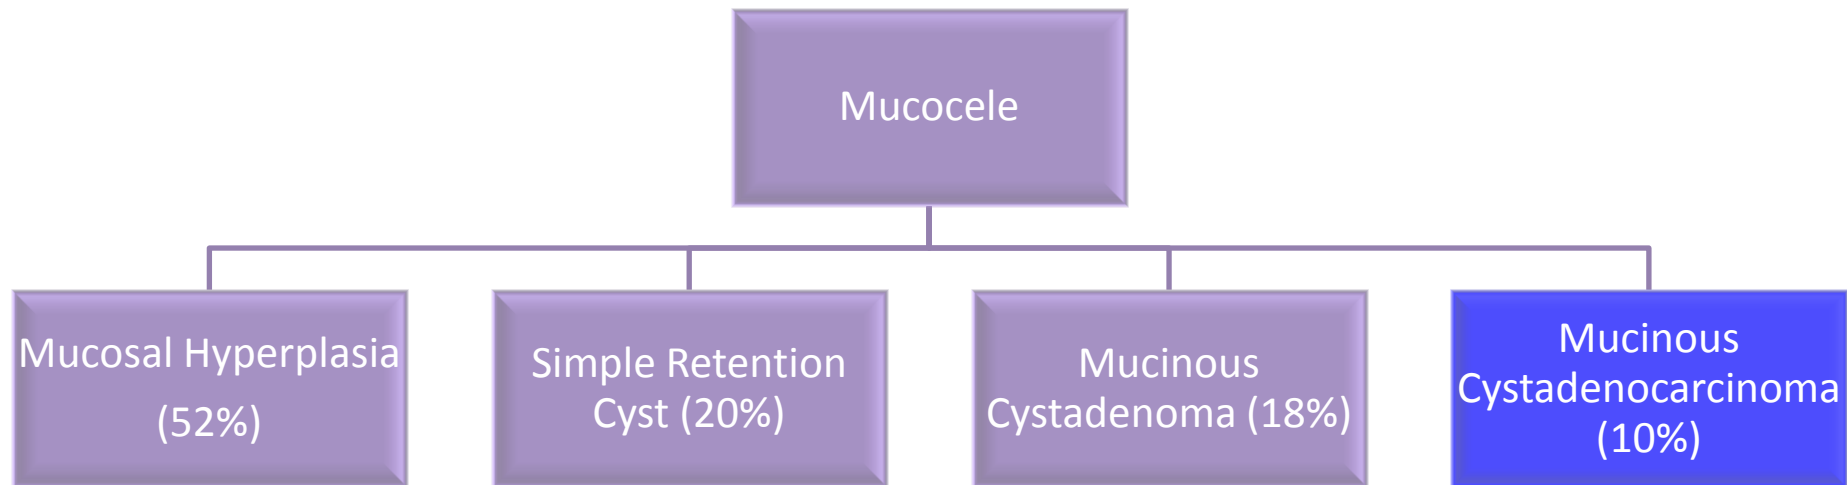 Mucocele
Mucosal Hyperplasia
(52%)
Simple Retention
Cyst (20%)
Mucinous
Cystadenoma (18%)
Mucinous
Cystadenocarcinoma
(10%)